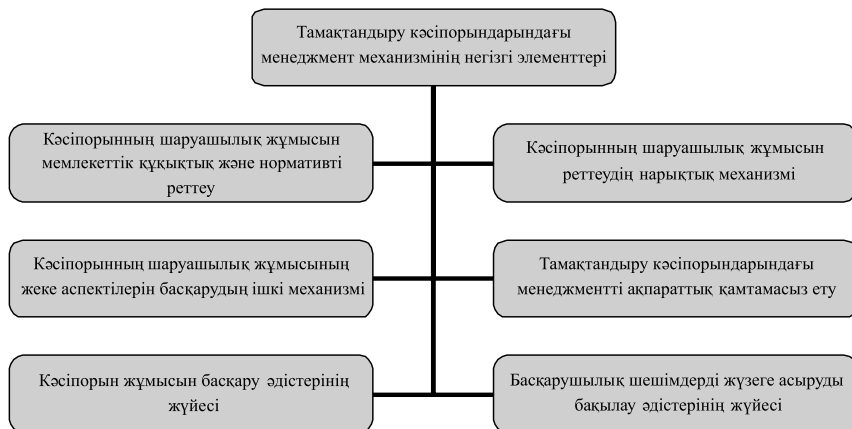 Тамақтандыру кәсіпорындарындағы
менеджмент механизмінің негізгі элементтері
Кәсіпорынның шаруашылық жұмысын
мемлекеттік құқықтық және нормативті
реттеу
Кәсіпорынның шаруашылық жұмысын
реттеудің нарықтық механизмі
Кәсіпорынның шаруашылық жұмысының
жеке аспектілерін басқарудың ішкі механизмі
Тамақтандыру кәсіпорындарындағы
менеджментті ақпараттық қамтамасыз ету
Кәсіпорын жұмысын басқару әдістерінің
жүйесі
Басқарушылық шешімдерді жүзеге асыруды
бақылау әдістерінің жүйесі